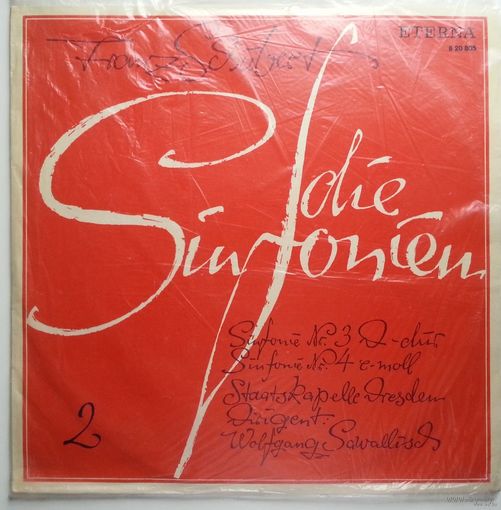 ETERNA
8 20 805
Franz Schubert
die
Sinfonien
Sinfonie Nr. 3 D-dur
Sinfonie Nr. 4 c-moll
Staatskapelle Dresden
Dirigent:
Wolfgang Sawallisch
2